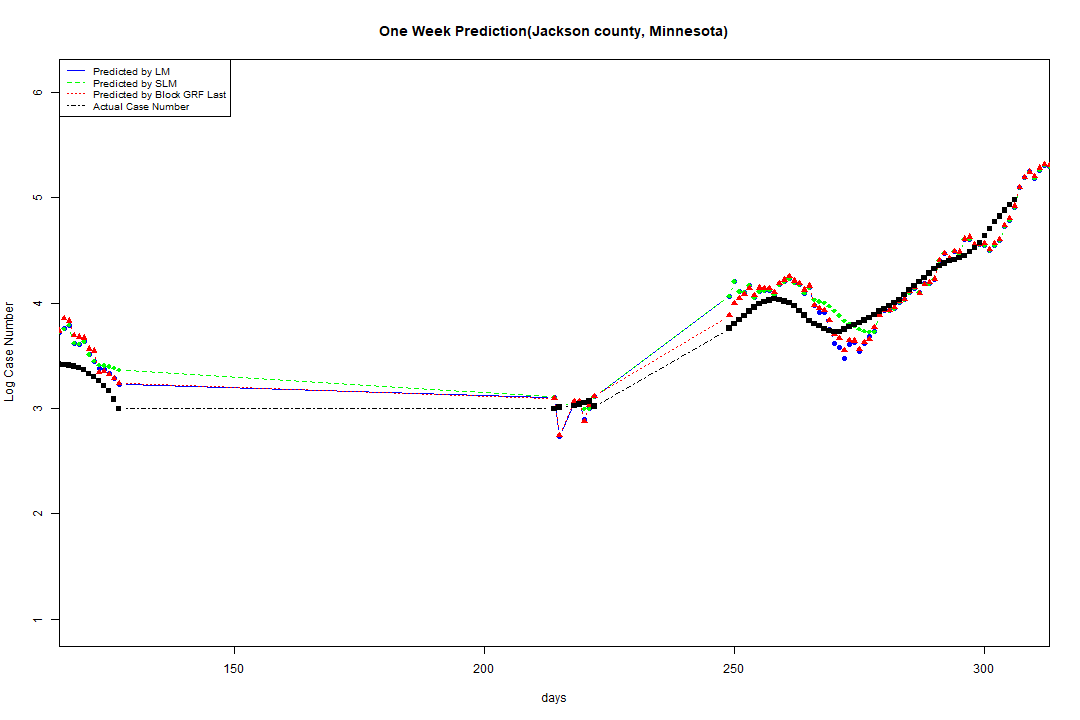 One Week Prediction(Jackson county, Minnesota)
Predicted by LM
Predicted by SLM
Predicted by Block GRF Last
Actual Case Number
6
5
4
3
2
1
Log Case Number
150
200
250
300
days